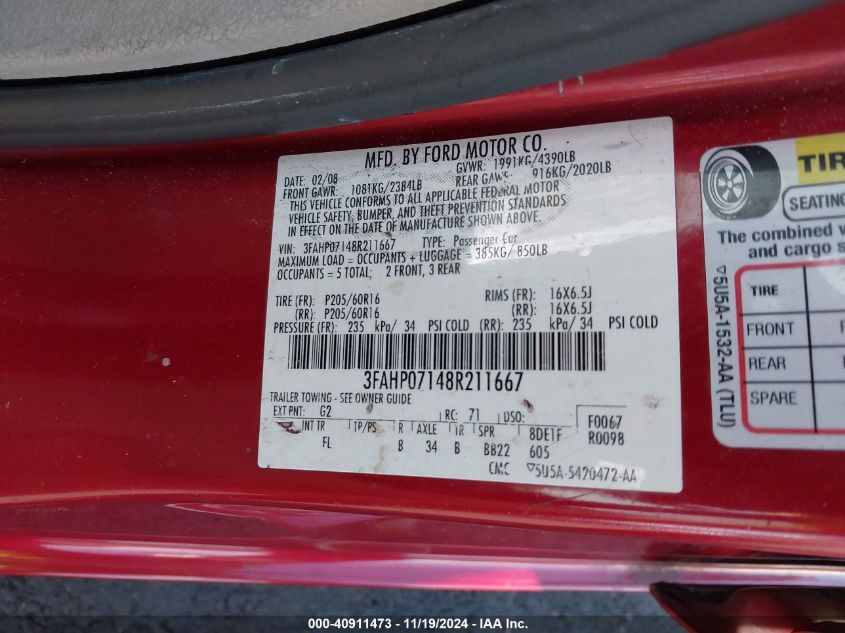 MFD. BY FORD MOTOR CO.
DATE: 02/08 GVWR: 1991KG/4390LB
FRONT GAWR: 1081KG/2384LB REAR GAWR: 916KG/2020LB
THIS VEHICLE CONFORMS TO ALL APPLICABLE FEDERAL MOTOR
VEHICLE SAFETY, BUMPER, AND THEFT PREVENTION STANDARDS
IN EFFECT ON THE DATE OF MANUFACTURE SHOWN ABOVE.
VIN: 3FAHP07148R211667 TYPE: Passenger Car
MAXIMUM LOAD = OCCUPANTS + LUGGAGE = 385KG/ 850LB
OCCUPANTS = 5 TOTAL; 2 FRONT, 3 REAR
TIRE (FR): P205/60R16 RIMS (FR): 16X6.5J
(RR): P205/60R16 (RR): 16X6.5J
PRESSURE (FR): 235 kPa/ 34 PSI COLD (RR): 235 kPa/ 34 PSI COLD
3FAHP07148R211667
TRAILER TOWING - SEE OWNER GUIDE
EXT PNT: G2 RC: 71 DSO: F0067
INT TR TP/PS R AXLE TR SPR 8DE1F R0098
FL B 34 B BB22 605
CMC 5U5A-5420472-AA
TIR
SEATING
The combined
and cargo s
TIRE
FRONT
REAR
SPARE
5U5A-1532-AA (TLU)
000-40911473 - 11/19/2024 - IAA Inc.